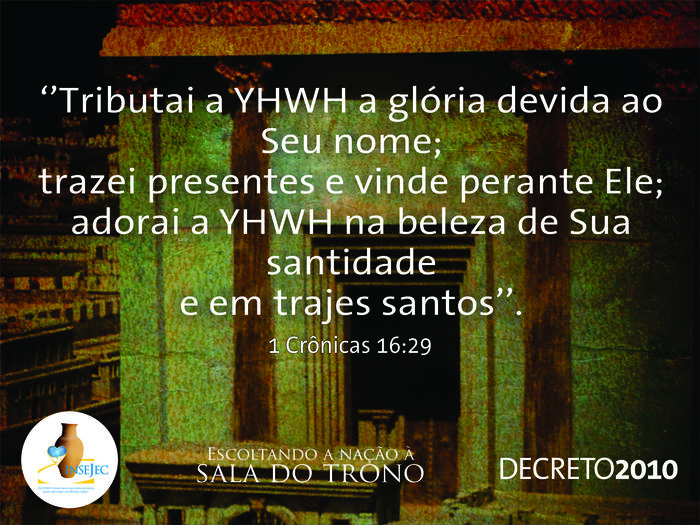 ‘’Tributai a YHWH a glória devida ao
Seu nome;
trazei presentes e vinde perante Ele;
adorai a YHWH na beleza de Sua
santidade
e em trajes santos’’.
1 Crônicas 16:29
INSEJEC
Escoltando a nação à
SALA DO TRONO
DECRETO2010